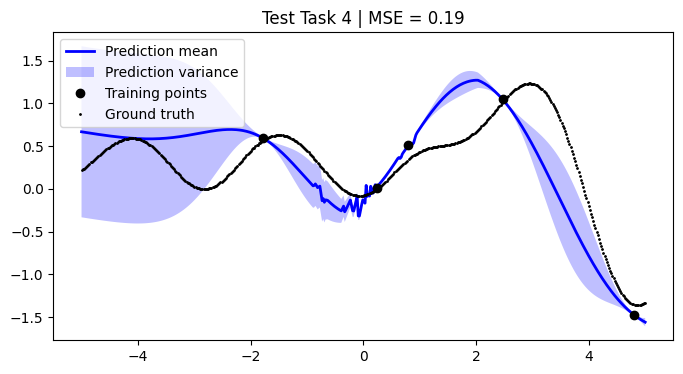 Test Task 4 | MSE = 0.19
Prediction mean
Prediction variance
Training points
Ground truth
1.5
1.0
0.5
0.0
−0.5
−1.0
−1.5
−4
−2
0
2
4